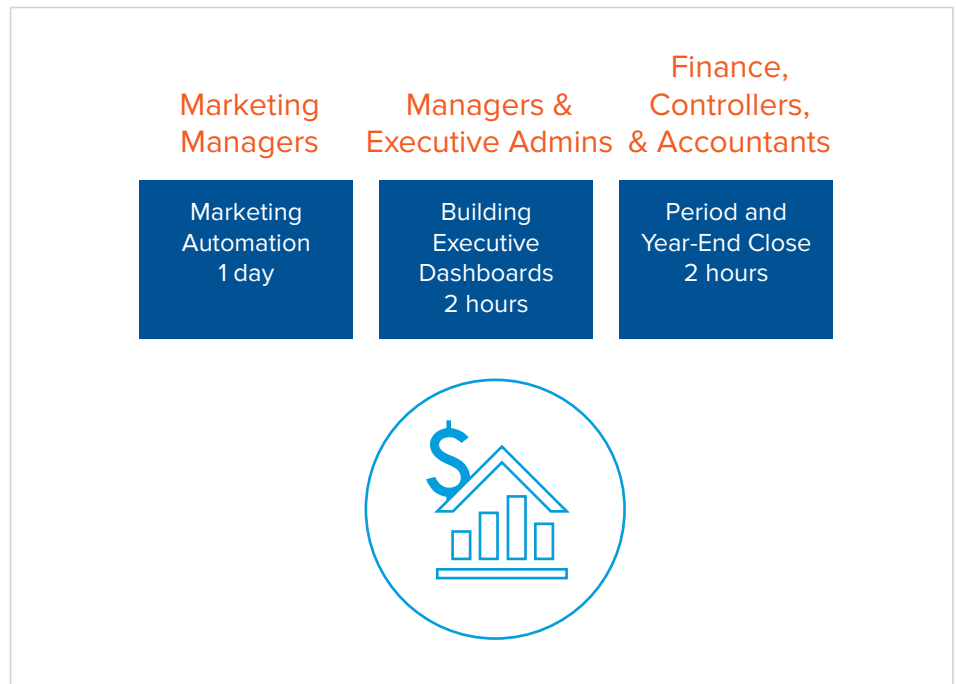 Marketing
Managers
Managers &
Executive Admins
Finance,
Controllers,
& Accountants
Marketing
Automation
1 day
Building
Executive
Dashboards
2 hours
Period and
Year-End Close
2 hours
$